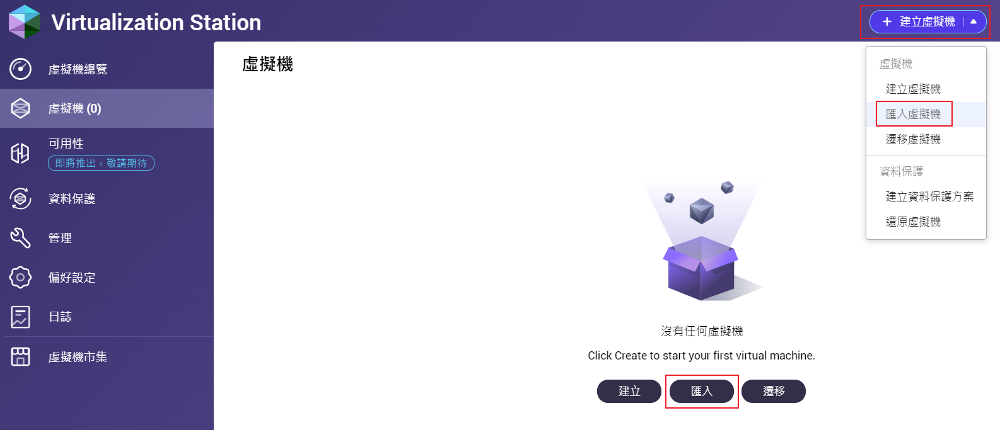 Virtualization Station
+ 建立虛擬機
虛擬機總覽
虛擬機 (0)
可用性
即將推出，敬請期待
資料保護
管理
偏好設定
日誌
虛擬機市集
虛擬機
虛擬機
建立虛擬機
匯入虛擬機
遷移虛擬機
資料保護
建立資料保護方案
還原虛擬機
沒有任何虛擬機
Click Create to start your first virtual machine.
建立
匯入
遷移